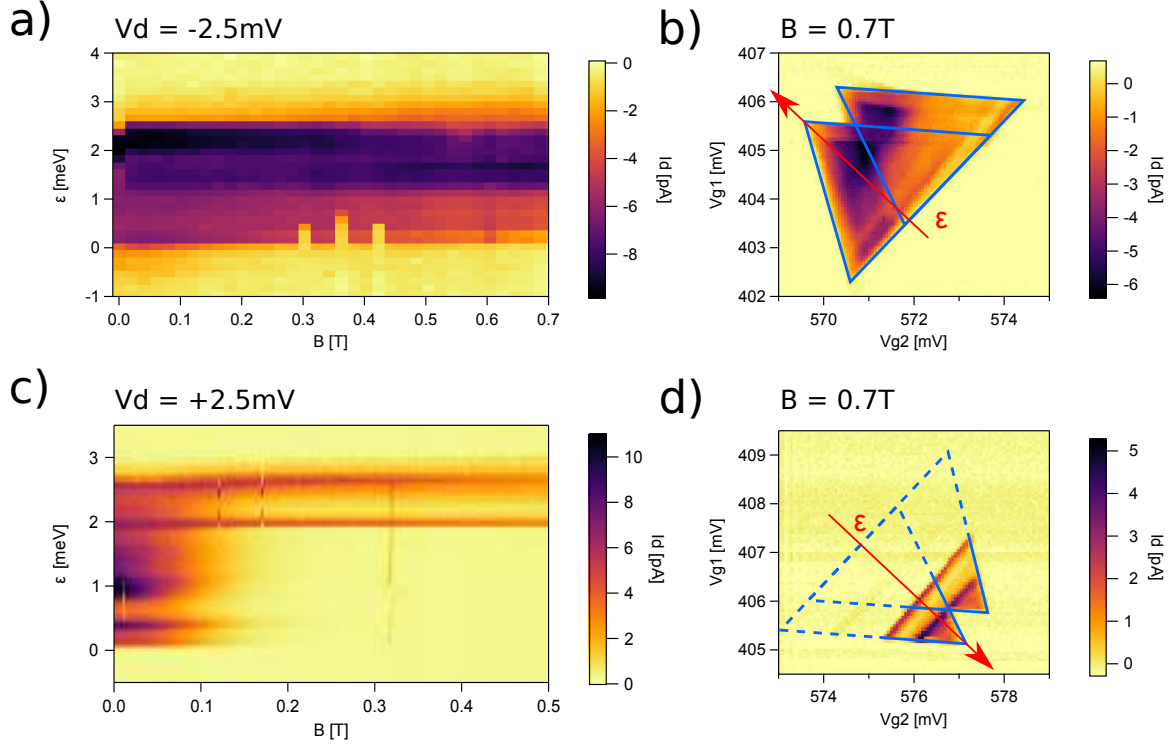 a)
Vd = -2.5mV
4
3
2
1
0
-1
ε [meV]
0.0 0.1 0.2 0.3 0.4 0.5 0.6 0.7
B [T]
0
-2
-4
-6
-8
Id [pA]
b)
B = 0.7T
407
406
405
404
403
402
Vg1 [mV]
ε
570 572 574
Vg2 [mV]
0
-1
-2
-3
-4
-5
-6
Id [pA]
c)
Vd = +2.5mV
3
2
1
0
ε [meV]
0.0 0.1 0.2 0.3 0.4 0.5
B [T]
10
8
6
4
2
0
Id [pA]
d)
B = 0.7T
409
408
407
406
405
Vg1 [mV]
ε
574 576 578
Vg2 [mV]
5
4
3
2
1
0
Id [pA]